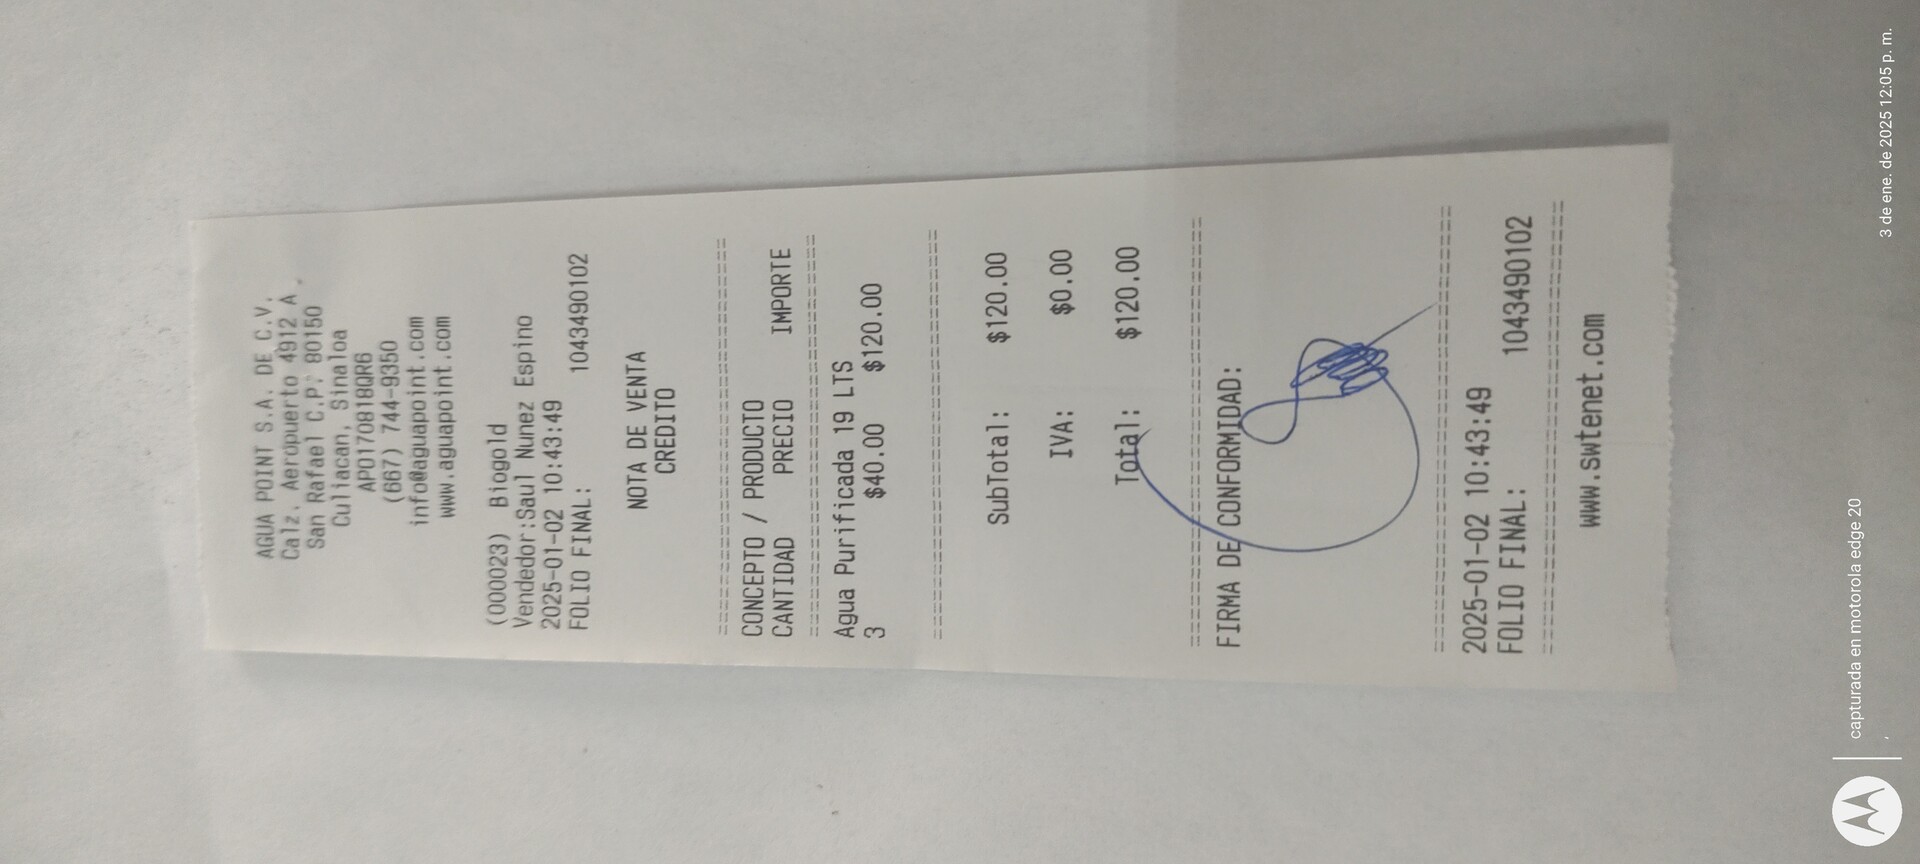 AGUA POINT S.A. DE C.V.
Calz. Aeropuerto 4912 A,
San Rafael C.P. 80150
Culiacan, Sinaloa
APO170818QR6
(667) 744-9350
info@aguapoint.com
www.aguapoint.com
(000023) Biogold
Vendedor:Saul Nunez Espino
2025-01-02 10:43:49
FOLIO FINAL: 1043490102
NOTA DE VENTA
CREDITO
CONCEPTO / PRODUCTO
CANTIDAD PRECIO IMPORTE
Agua Purificada 19 LTS
3 $40.00 $120.00
SubTotal: $120.00
IVA: $0.00
Total: $120.00
FIRMA DE CONFORMIDAD:
2025-01-02 10:43:49
FOLIO FINAL: 1043490102
www.swtenet.com
capturada en motorola edge 20
, 3 de ene. de 2025 12:05 p. m.